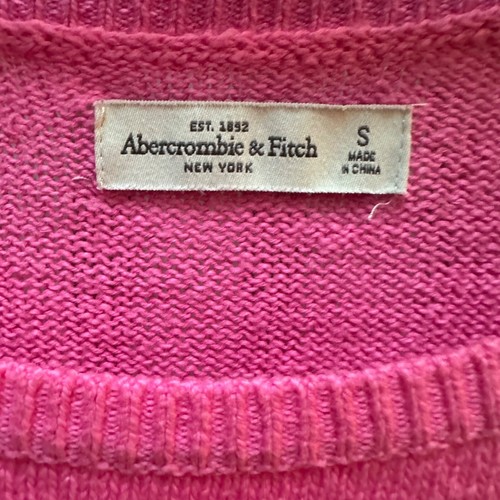 EST. 1892
Abercrombie & Fitch
NEW YORK
S
MADE
IN CHINA